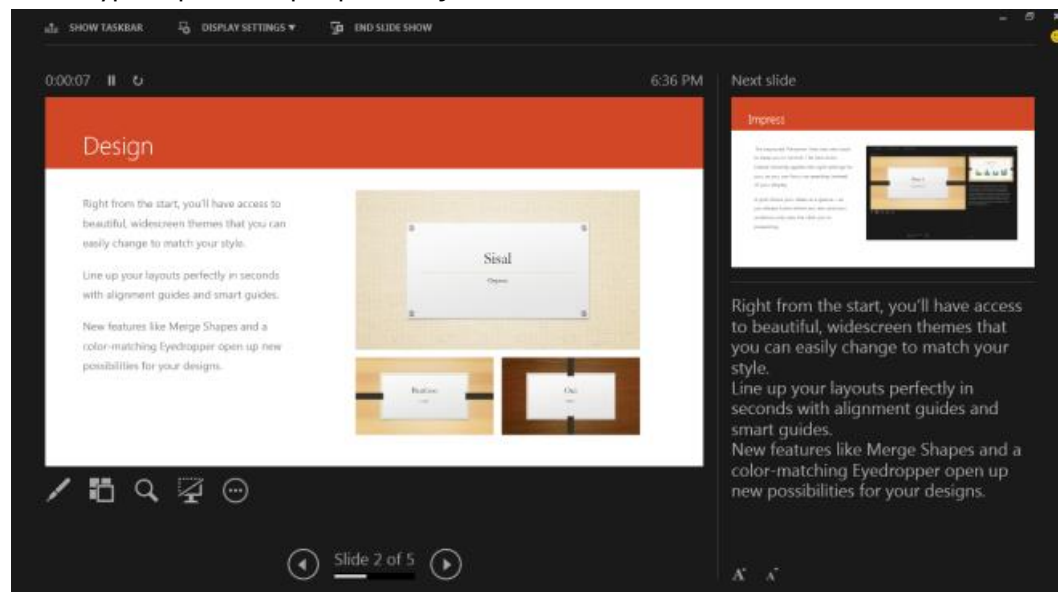 SHOW TASKBAR
DISPLAY SETTINGS ▼
END SLIDE SHOW
0:00:07
6:36 PM
Design
Right from the start, you'll have access to
beautiful, widescreen themes that you can
easily change to match your style.
Line up your layouts perfectly in seconds
with alignment guides and smart guides.
New features like Merge Shapes and a
color-matching Eyedropper open up new
possibilities for your designs.
Sisal
Organic
Slide 2 of 5
Next slide
Impress
Right from the start, you'll have access
to beautiful, widescreen themes that
you can easily change to match your
style.
Line up your layouts perfectly in
seconds with alignment guides and
smart guides.
New features like Merge Shapes and a
color-matching Eyedropper open up
new possibilities for your designs.
A A